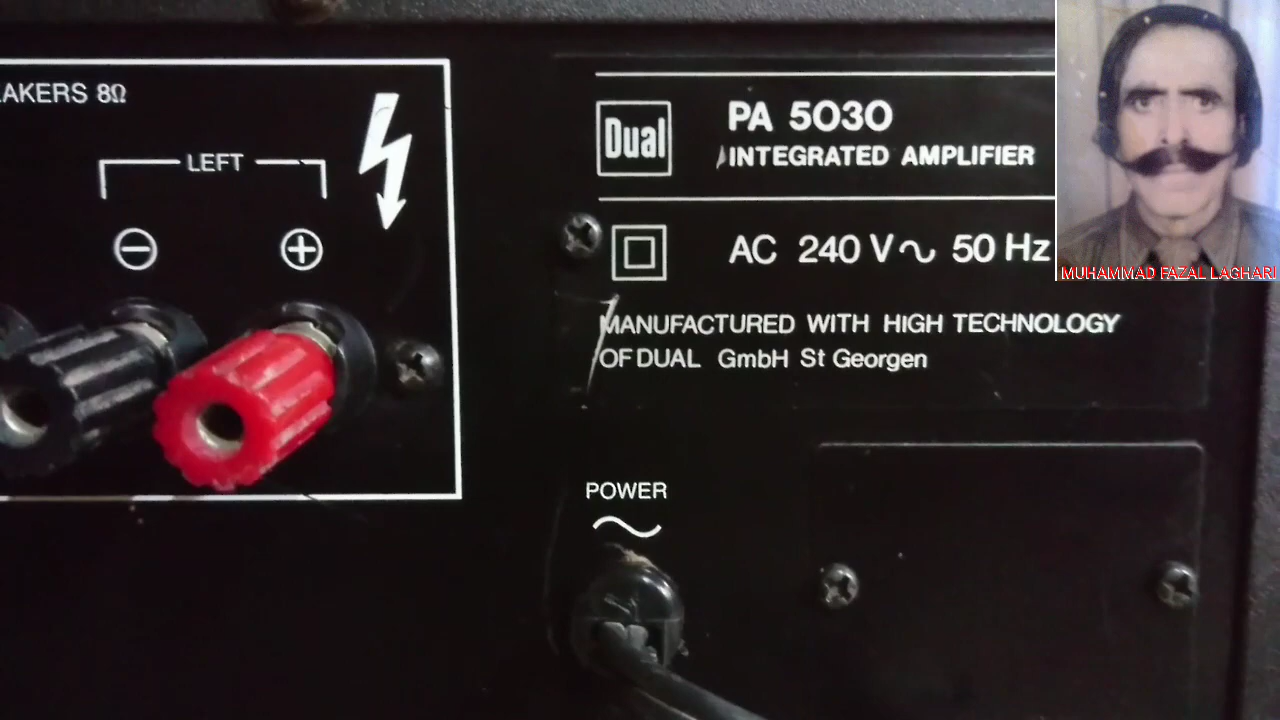 AKERS 8Ω
LEFT
Dual
PA 5030
INTEGRATED AMPLIFIER
AC 240 V~ 50 Hz
MUHAMMAD FAZAL LAGHARI
MANUFACTURED WITH HIGH TECHNOLOGY
OF DUAL GmbH St Georgen
POWER